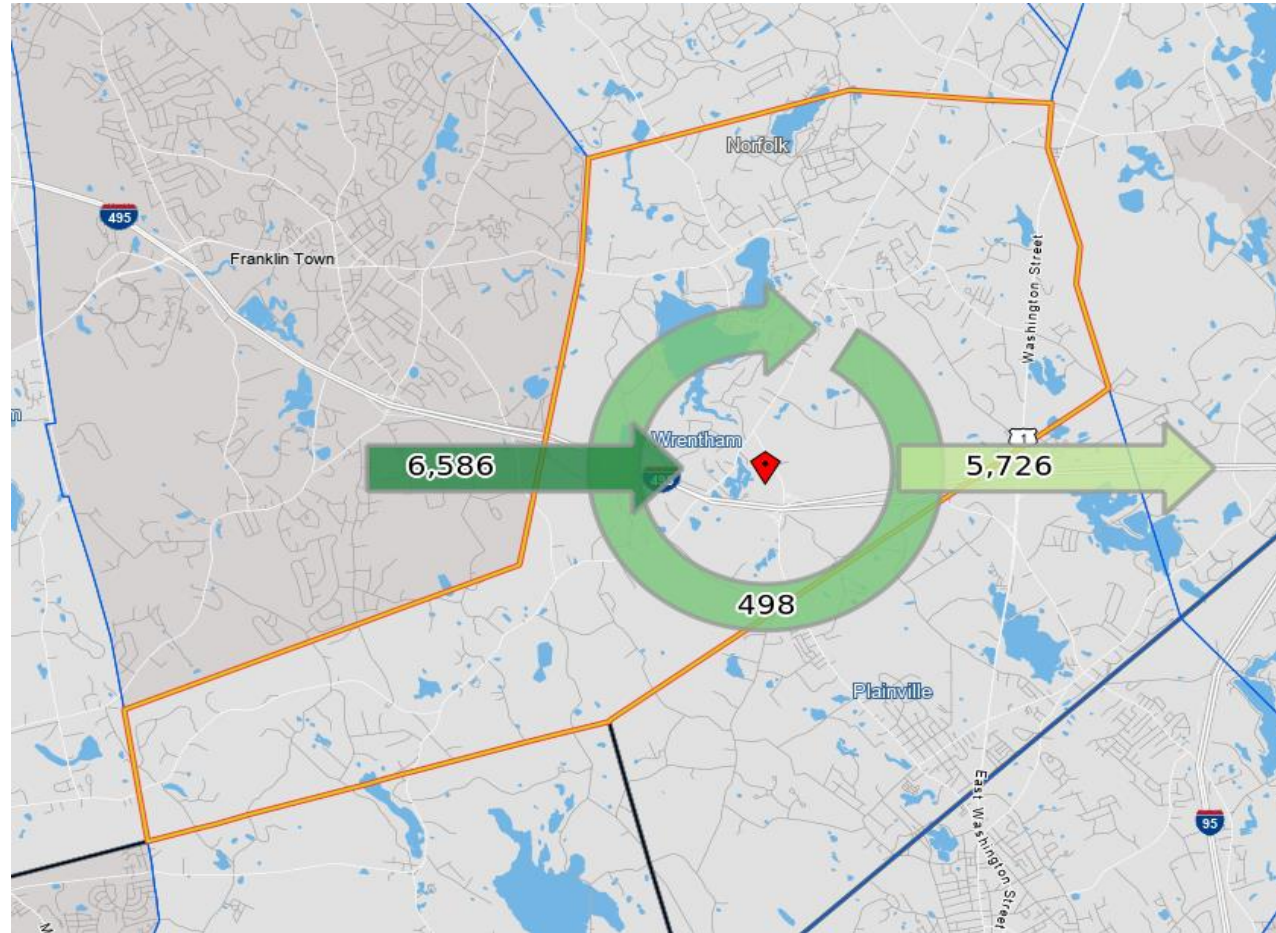 Norfolk
495
Franklin Town
Washington Street
1
Wrentham
6,586
5,726
498
Plainville
East Washington Street
95